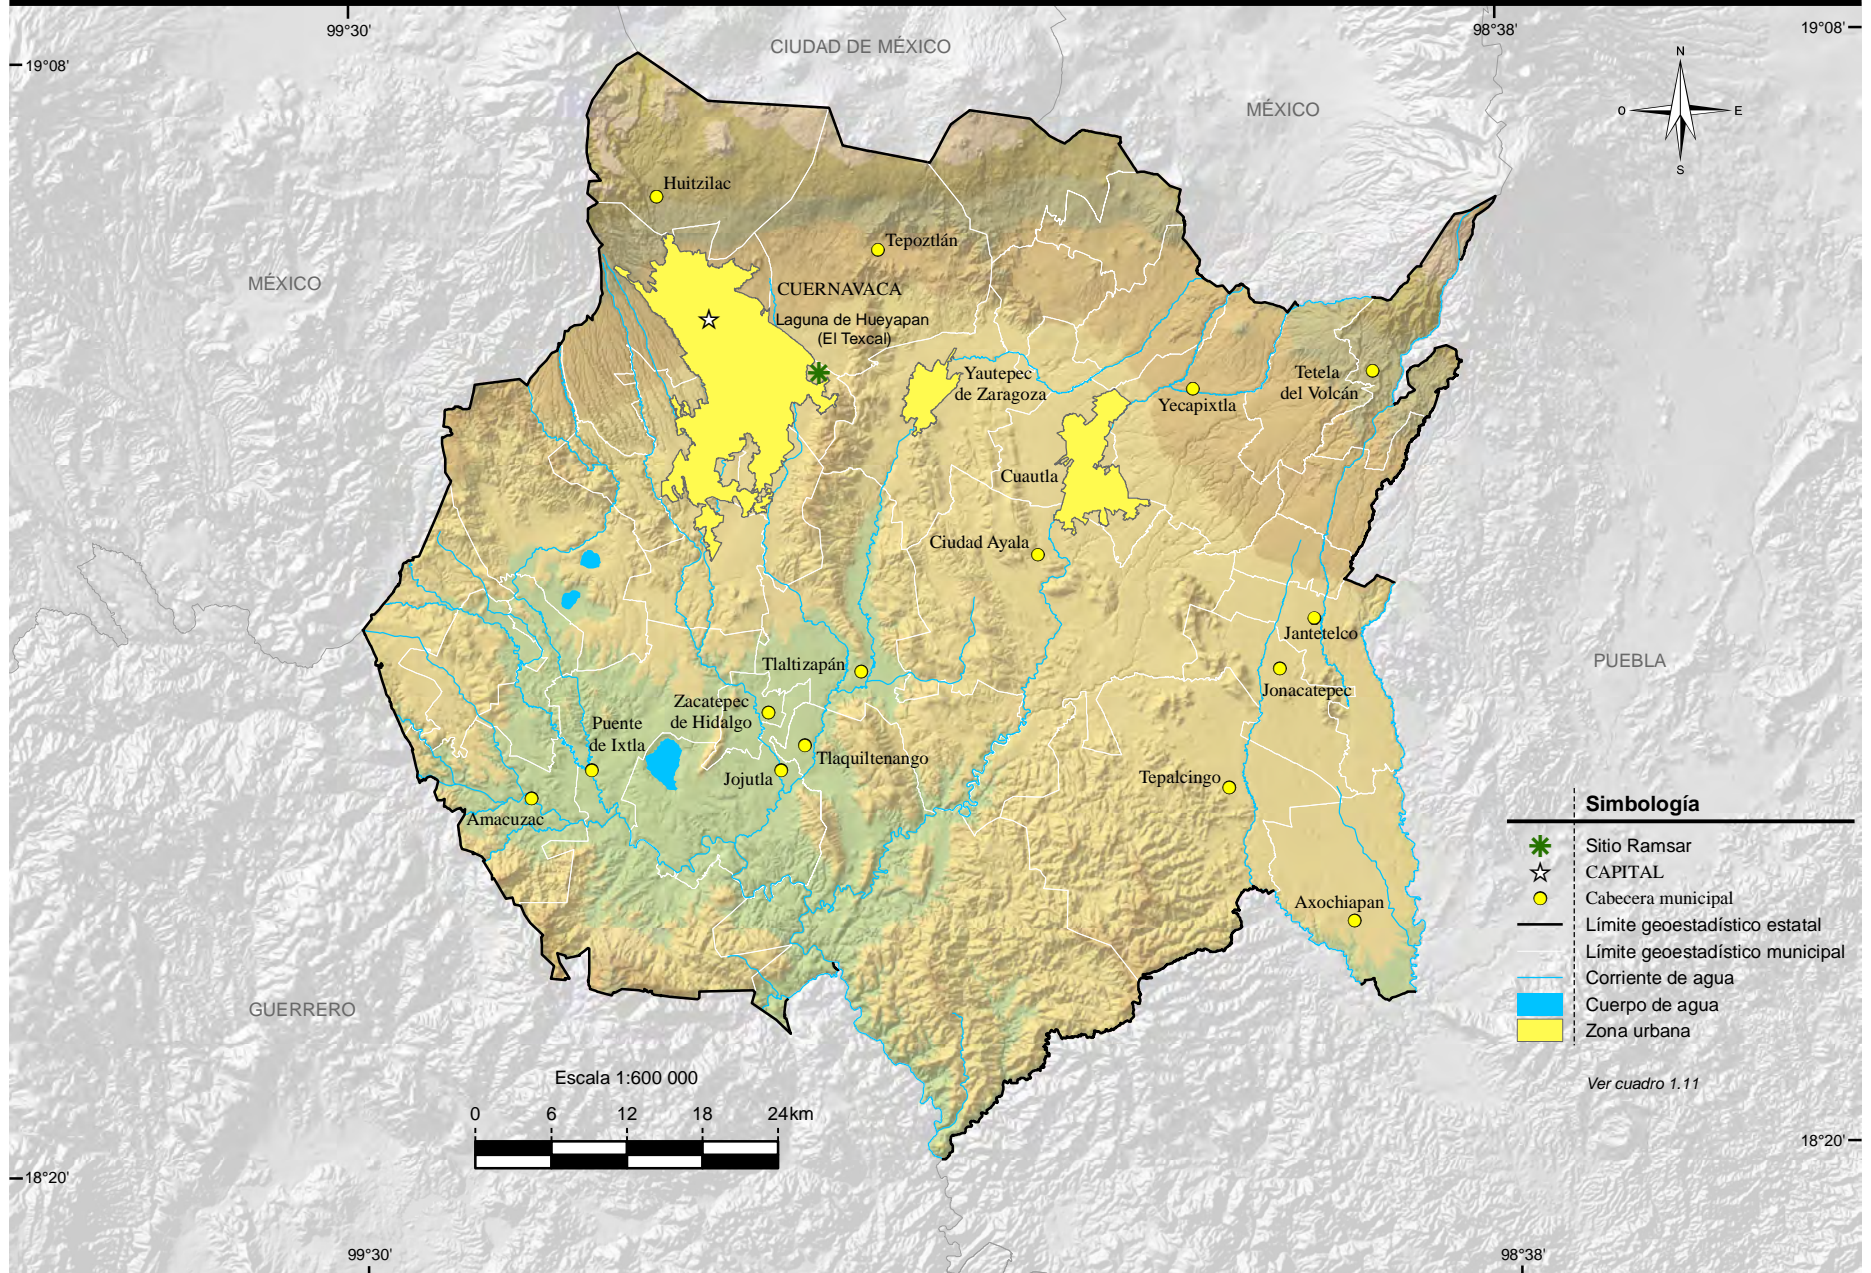 99°30'
98°38'
19°08'
CIUDAD DE MÉXICO
19°08'
N
MÉXICO
O
E
S
Huitzilac
Tepoztlán
MÉXICO
CUERNAVACA
Laguna de Hueyapan
(El Texcal)
Yautepec
de Zaragoza
Tetela
del Volcán
Yecapixtla
Cuautla
Ciudad Ayala
Jantetelco
PUEBLA
Tlaltizapán
Jonacatepec
Zacatepec
de Hidalgo
Puente
de Ixtla
Tlaquiltenango
Jojutla
Tepalcingo
Amacuzac
Axochiapan
GUERRERO
Simbología
Sitio Ramsar
CAPITAL
Cabecera municipal
Límite geoestadístico estatal
Límite geoestadístico municipal
Corriente de agua
Cuerpo de agua
Zona urbana
Ver cuadro 1.11
Escala 1:600 000
0 6 12 18 24km
18°20'
18°20'
99°30'
98°38'